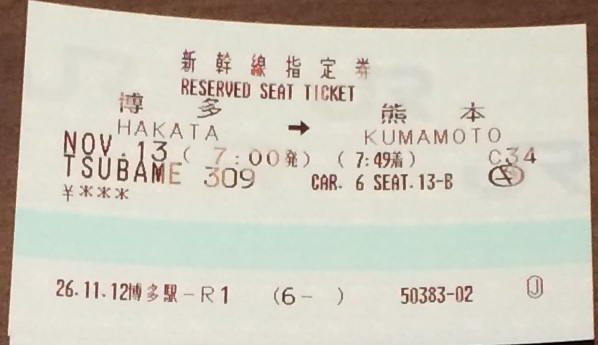 新幹線指定券
RESERVED SEAT TICKET
博多 → 熊本
HAKATA KUMAMOTO
NOV.13 ( 7:00発) (7:49着) C34
TSUBAME 309 CAR. 6 SEAT.13-B
¥***
26.11.12博多駅-R1 (6- ) 50383-02 Ⓙ